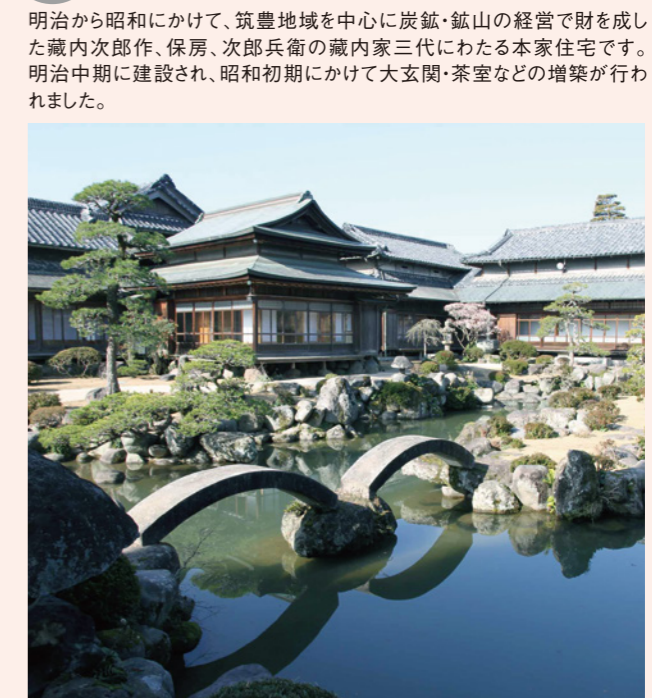 明治から昭和にかけて、筑豊地域を中心に炭鉱・鉱山の経営で財を成し
た藏内次郎作、保房、次郎兵衛の藏内家三代にわたる本家住宅です。
明治中期に建設され、昭和初期にかけて大玄関・茶室などの増築が行わ
れました。